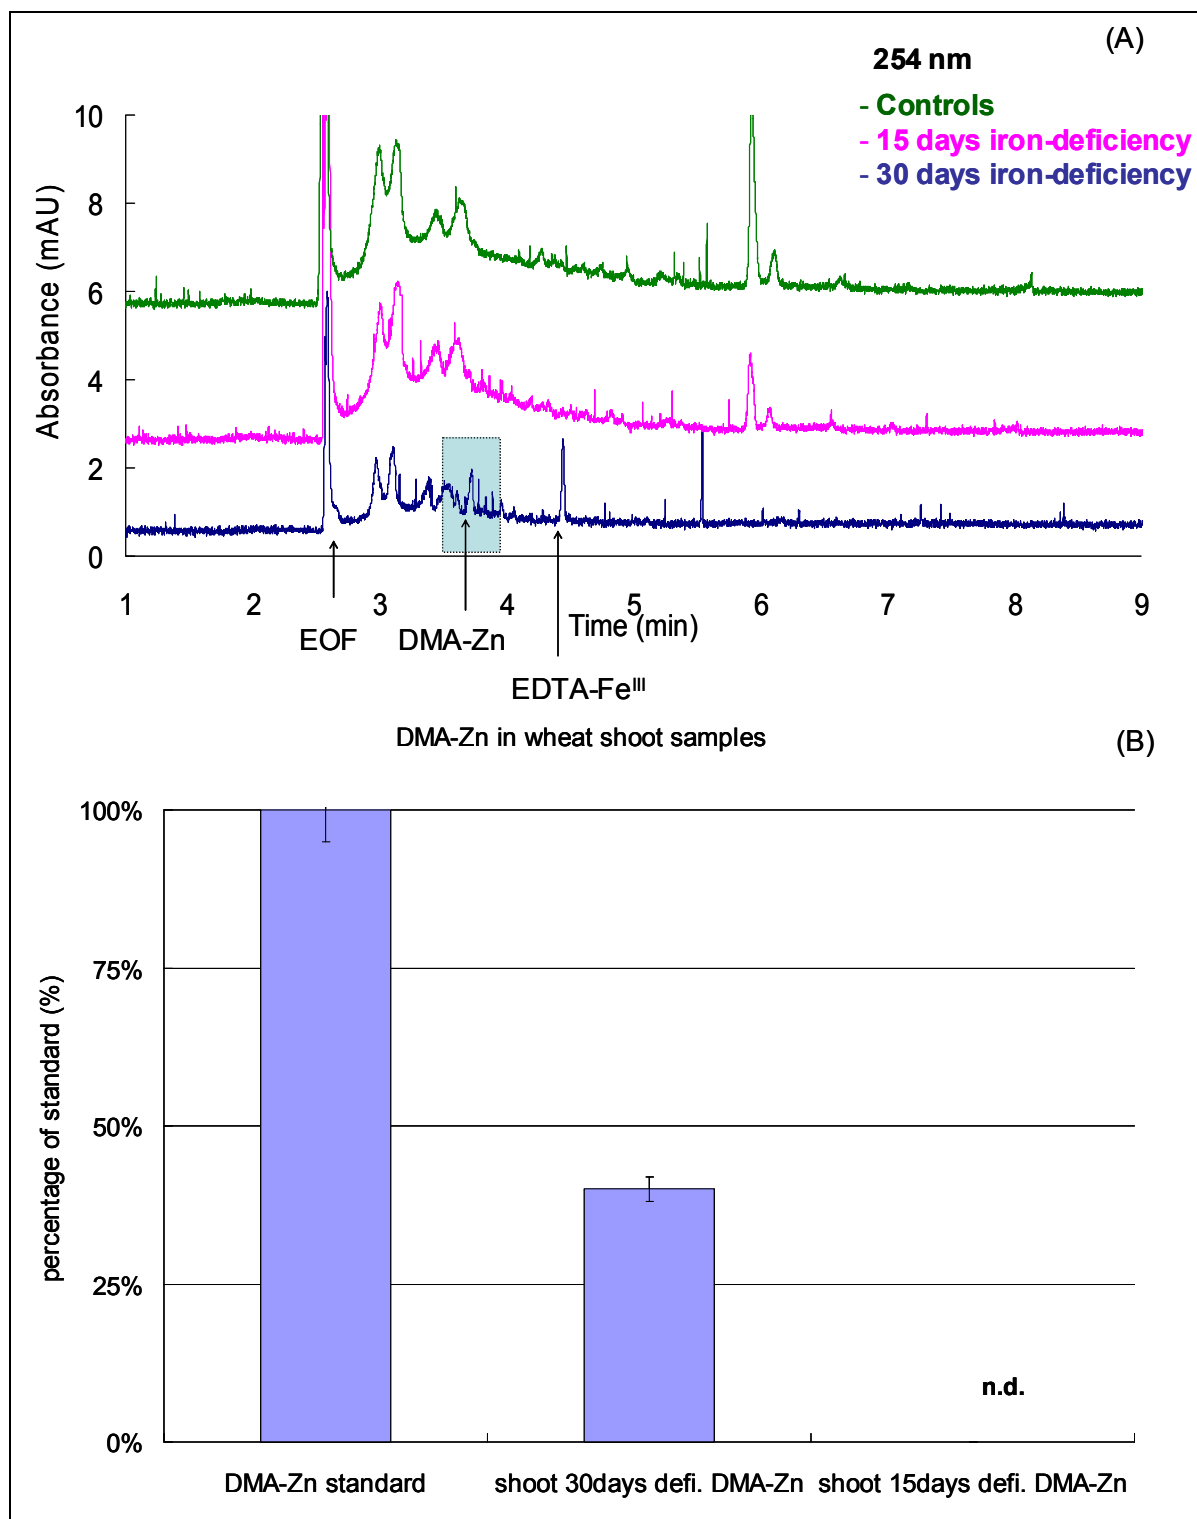 (A)
254 nm
- Controls
- 15 days iron-deficiency
- 30 days iron-deficiency
Absorbance (mAU)
10
8
6
4
2
0
1 2 3 4 5 6 7 8 9
EOF
DMA-Zn
Time (min)
EDTA-Feᴵᴵᴵ
DMA-Zn in wheat shoot samples
(B)
percentage of standard (%)
100%
75%
50%
25%
0%
n.d.
DMA-Zn standard
shoot 30days defi. DMA-Zn
shoot 15days defi. DMA-Zn